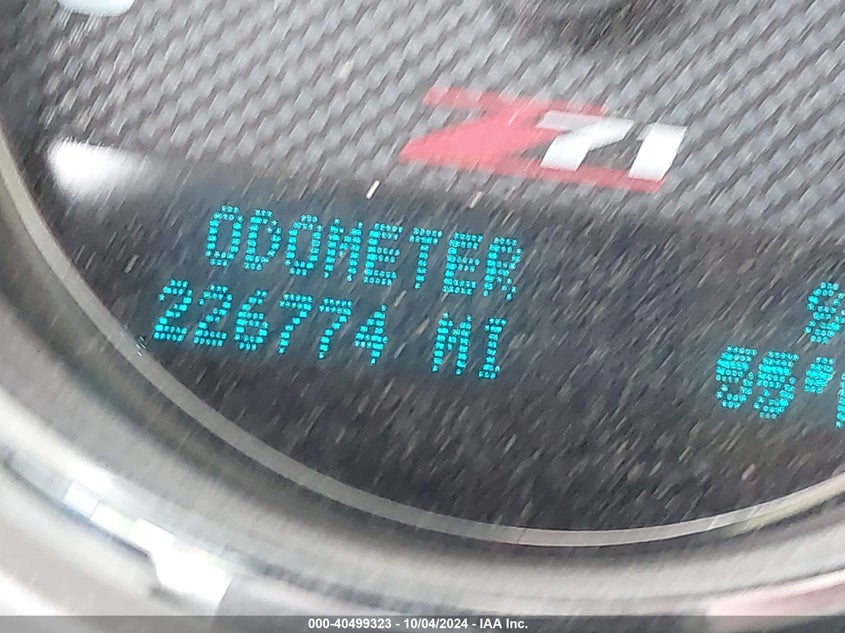 Z71
ODOMETER
226774 MI
000-40499323 - 10/04/2024 - IAA Inc.